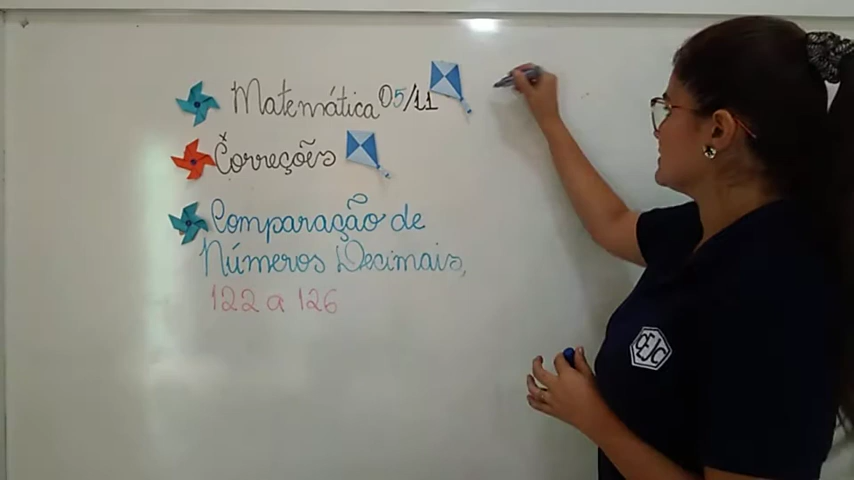 Matemática 05/11
Correções
Comparação de
Números Decimais,
122 a 126